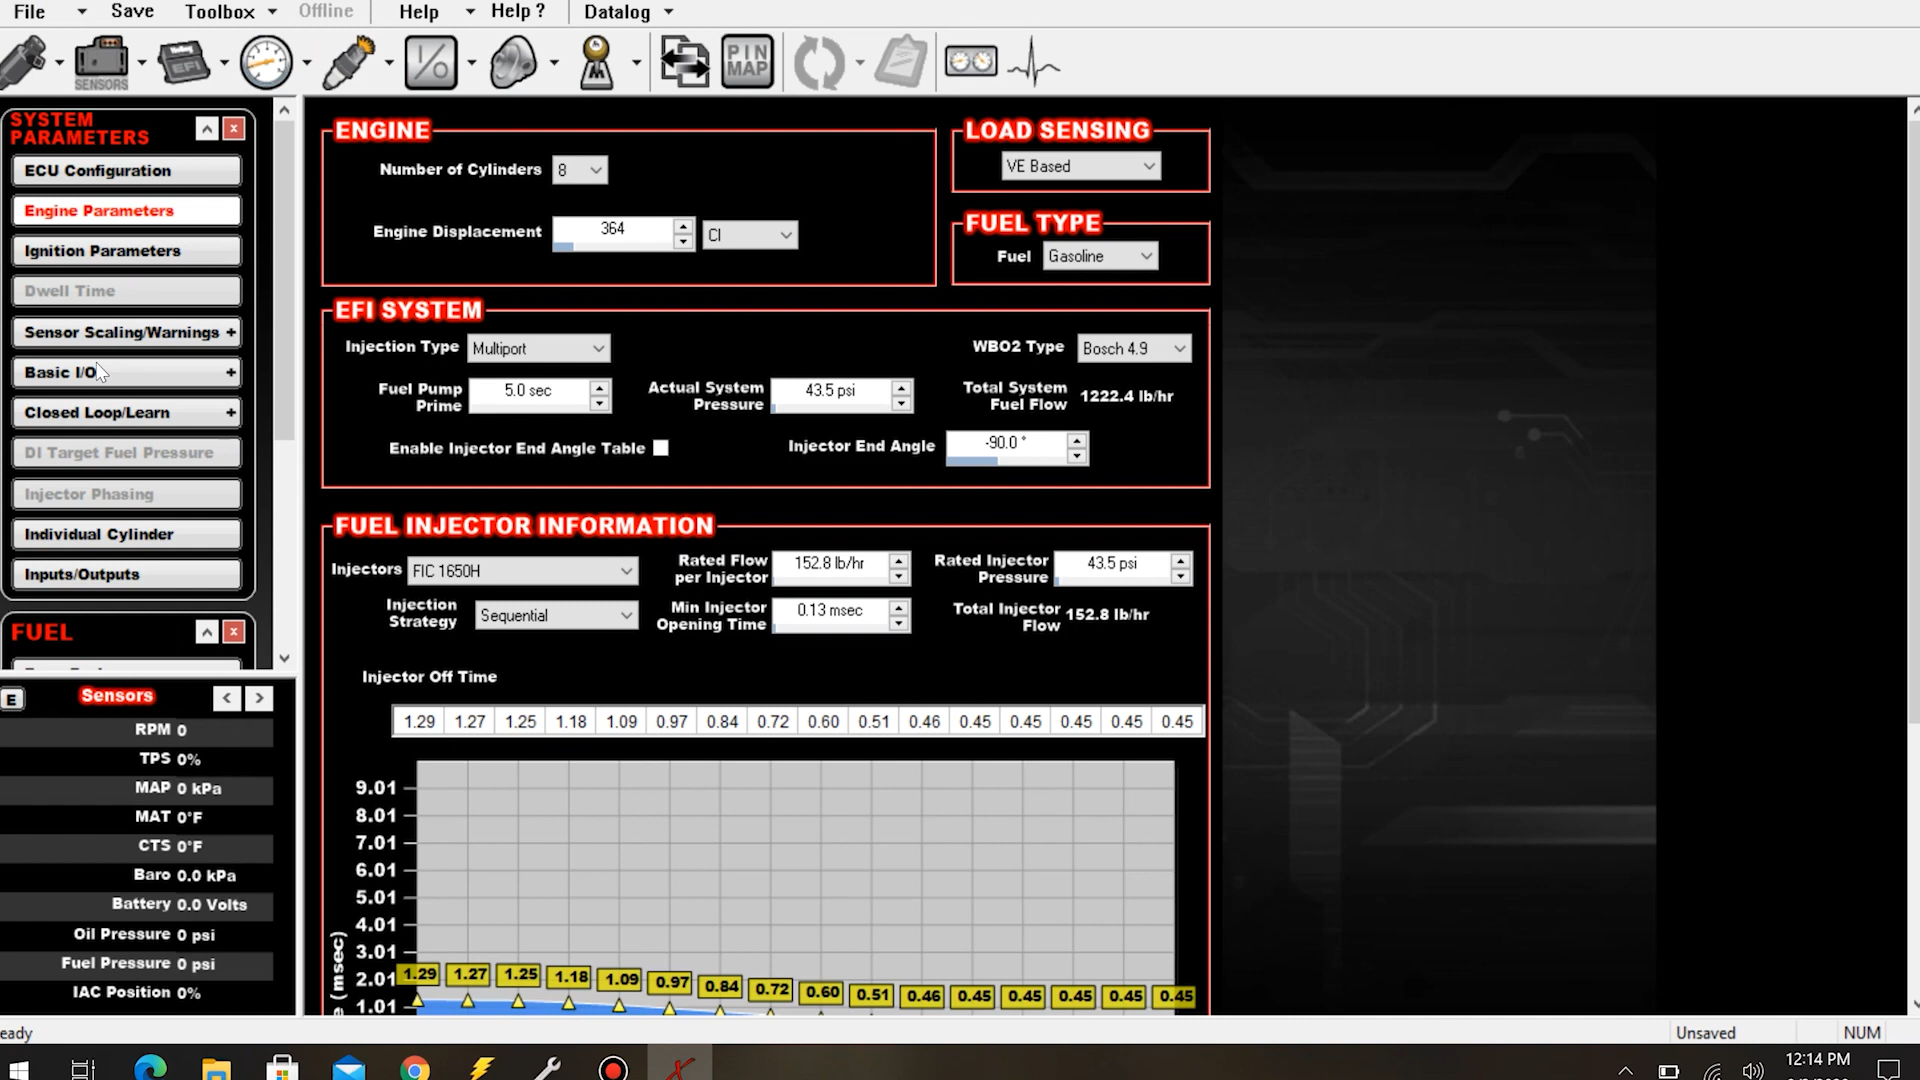 File Save Toolbox Offline Help Help ? Datalog
SENSORS EFI I/O PIN MAP
SYSTEM
PARAMETERS
ECU Configuration
Engine Parameters
Ignition Parameters
Dwell Time
Sensor Scaling/Warnings +
Basic I/O +
Closed Loop/Learn +
DI Target Fuel Pressure
Injector Phasing
Individual Cylinder
Inputs/Outputs
FUEL
E Sensors < >
RPM 0
TPS 0%
MAP 0 kPa
MAT 0°F
CTS 0°F
Baro 0.0 kPa
Battery 0.0 Volts
Oil Pressure 0 psi
Fuel Pressure 0 psi
IAC Position 0%
ENGINE
Number of Cylinders 8
Engine Displacement 364 CI
LOAD SENSING
VE Based
FUEL TYPE
Fuel Gasoline
EFI SYSTEM
Injection Type Multiport WBO2 Type Bosch 4.9
Fuel Pump Prime 5.0 sec Actual System Pressure 43.5 psi Total System Fuel Flow 1222.4 lb/hr
Enable Injector End Angle Table Injector End Angle -90.0 °
FUEL INJECTOR INFORMATION
Injectors FIC 1650H Rated Flow per Injector 152.8 lb/hr Rated Injector Pressure 43.5 psi
Injection Strategy Sequential Min Injector Opening Time 0.13 msec Total Injector Flow 152.8 lb/hr
Injector Off Time
1.29 1.27 1.25 1.18 1.09 0.97 0.84 0.72 0.60 0.51 0.46 0.45 0.45 0.45 0.45 0.45
9.01
8.01
7.01
6.01
5.01
4.01
3.01
2.01
1.01
(msec)
1.29 1.27 1.25 1.18 1.09 0.97 0.84 0.72 0.60 0.51 0.46 0.45 0.45 0.45 0.45 0.45
eady Unsaved NUM
12:14 PM